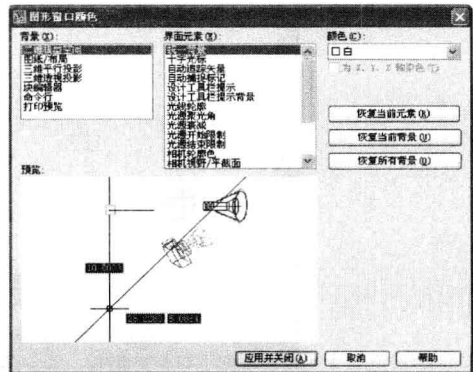 图形窗口颜色
背景(X):
图纸/布局
三维平行投影
三维透视投影
块编辑器
命令行
打印预览
界面元素(E):
十字光标
自动追踪矢量
自动捕捉标记
设计工具栏提示
设计工具栏提示背景
光线轮廓
光源聚光角
光源衰减
光源开始限制
光源结束限制
相机轮廓色
相机视野/平截面
颜色(C):
白
为 X、Y、Z 轴染色(T)
恢复当前元素(R)
恢复当前背景(U)
恢复所有背景(O)
预览:
应用并关闭(A)
取消
帮助